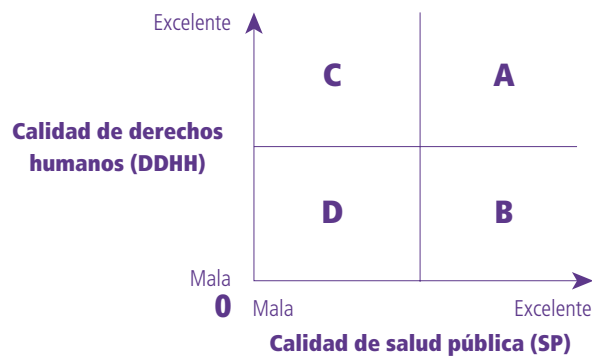 Excelente
C
A
Calidad de derechos
humanos (DDHH)
D
B
Mala
0
Mala
Excelente
Calidad de salud pública (SP)